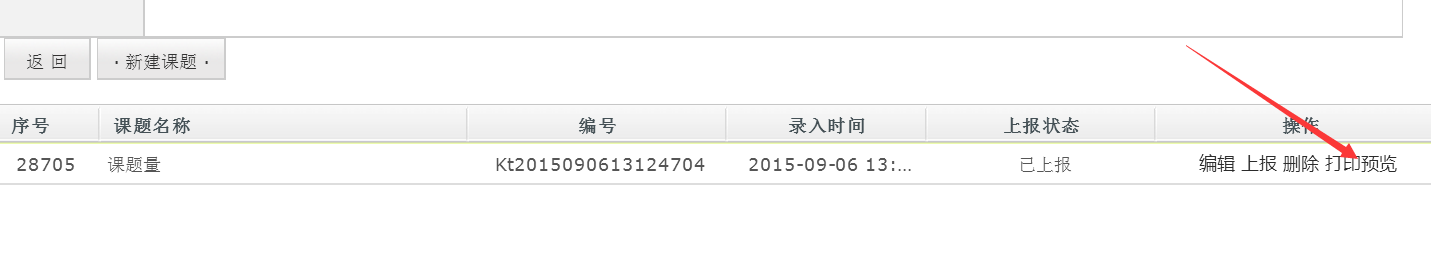 返 回 · 新建课题 ·
序号 课题名称 编号 录入时间 上报状态 操作
28705 课题量 Kt2015090613124704 2015-09-06 13:... 已上报 编辑 上报 删除 打印预览